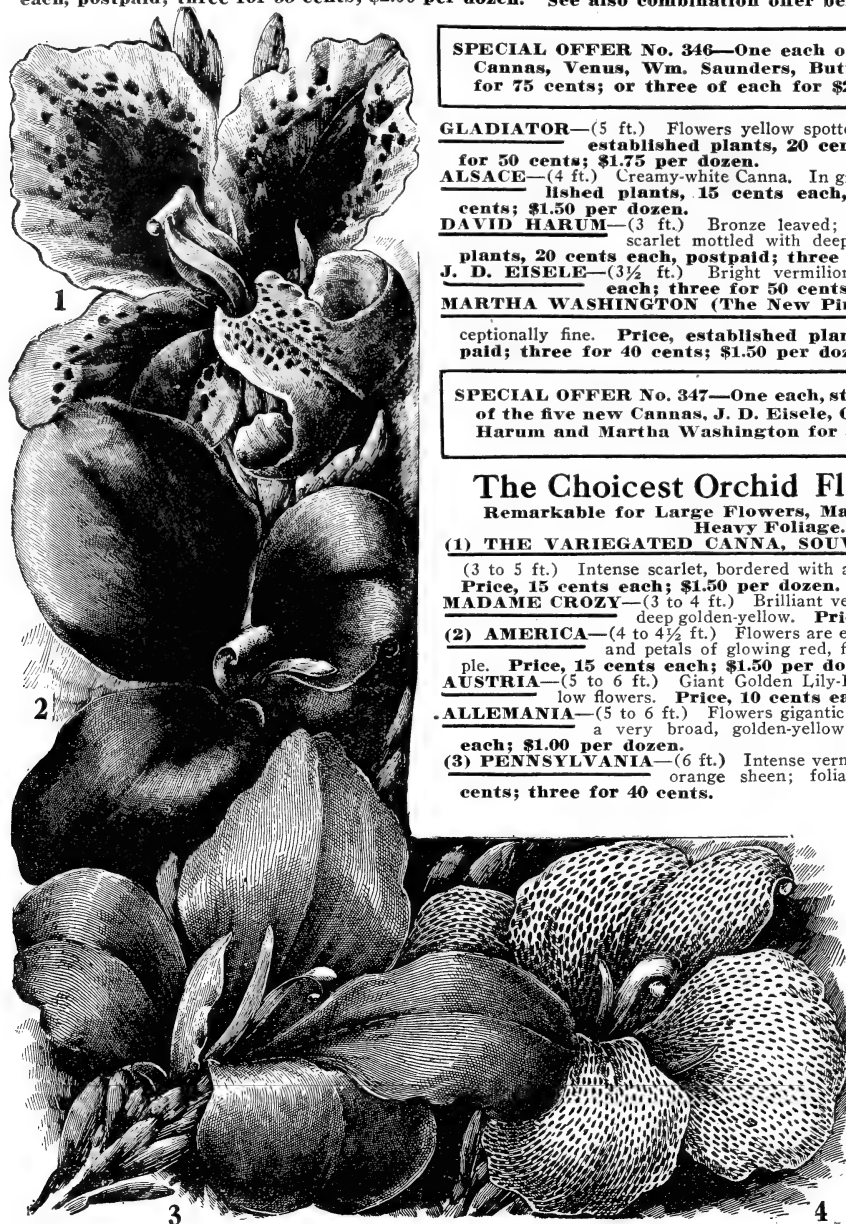 each, postpaid; three for 55 cents; $2.00 per dozen. See also combination offer be
SPECIAL OFFER No. 346—One each o
Cannas, Venus, Wm. Saunders, But
for 75 cents; or three of each for $
GLADIATOR—(5 ft.) Flowers yellow spott
established plants, 20 cen
for 50 cents; $1.75 per dozen.
ALSACE—(4 ft.) Creamy-white Canna. In g
lished plants, 15 cents each,
cents; $1.50 per dozen.
DAVID HARUM—(3 ft.) Bronze leaved;
scarlet mottled with deep
plants, 20 cents each, postpaid; three
J. D. EISELE—(3½ ft.) Bright vermilion
each; three for 50 cents
MARTHA WASHINGTON (The New Pin
ceptionally fine. Price, established plan
paid; three for 40 cents; $1.50 per doz
SPECIAL OFFER No. 347—One each, st
of the five new Cannas, J. D. Eisele,
Harum and Martha Washington for
The Choicest Orchid Fl
Remarkable for Large Flowers, Ma
Heavy Foliage.
(1) THE VARIEGATED CANNA, SOUV
(3 to 5 ft.) Intense scarlet, bordered with a
Price, 15 cents each; $1.50 per dozen.
MADAME CROZY—(3 to 4 ft.) Brilliant ve
deep golden-yellow. Pri
(2) AMERICA—(4 to 4½ ft.) Flowers are e
and petals of glowing red, f
ple. Price, 15 cents each; $1.50 per do
AUSTRIA—(5 to 6 ft.) Giant Golden Lily-
low flowers. Price, 10 cents ea
ALLEMANIA—(5 to 6 ft.) Flowers gigantic
a very broad, golden-yellow
each; $1.00 per dozen.
(3) PENNSYLVANIA—(6 ft.) Intense verm
orange sheen; folia
cents; three for 40 cents.
1
2
3
4